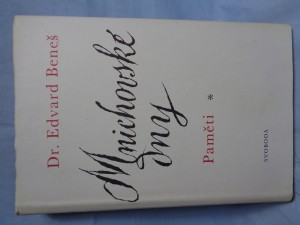 Dr. Edvard Beneš
Mnichovské
dny
Paměti *
SVOBODA